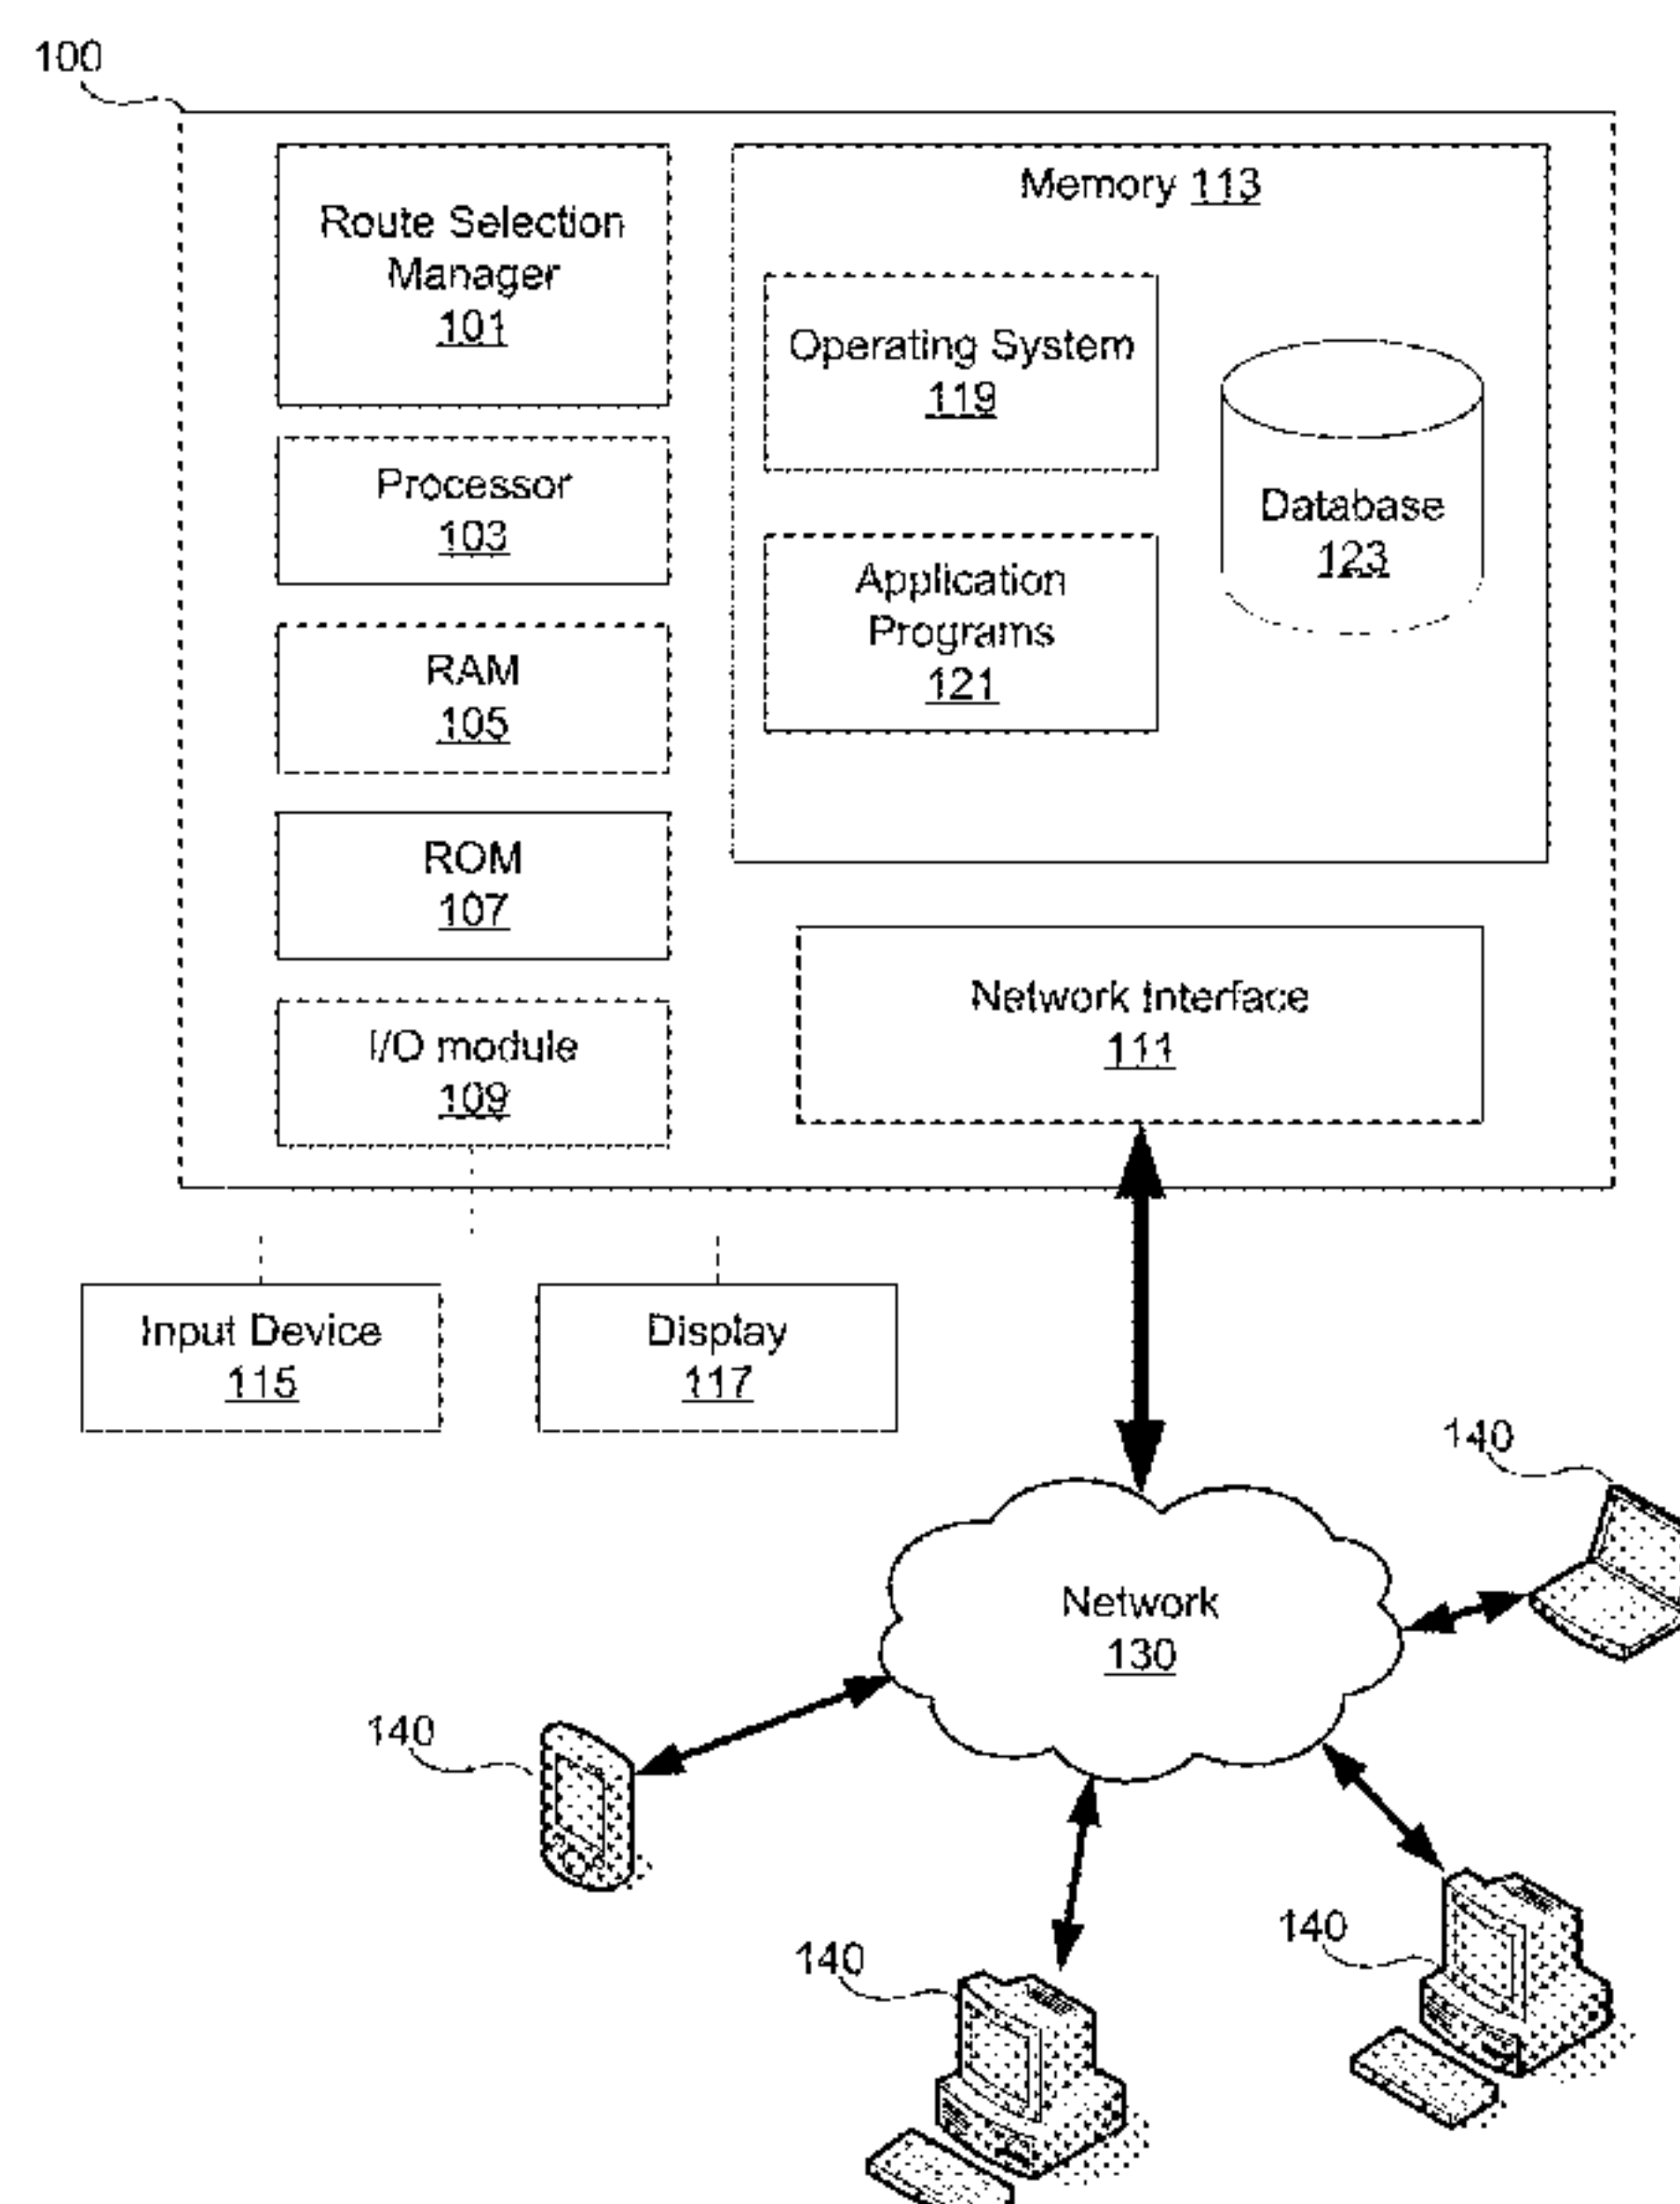 100
Route Selection
Manager
101
Memory 113
Operating System
119
Processor
103
Database
123
Application
Programs
121
RAM
105
ROM
107
Network Interface
111
I/O module
109
Input Device
115
Display
117
140
Network
130
140
140
140